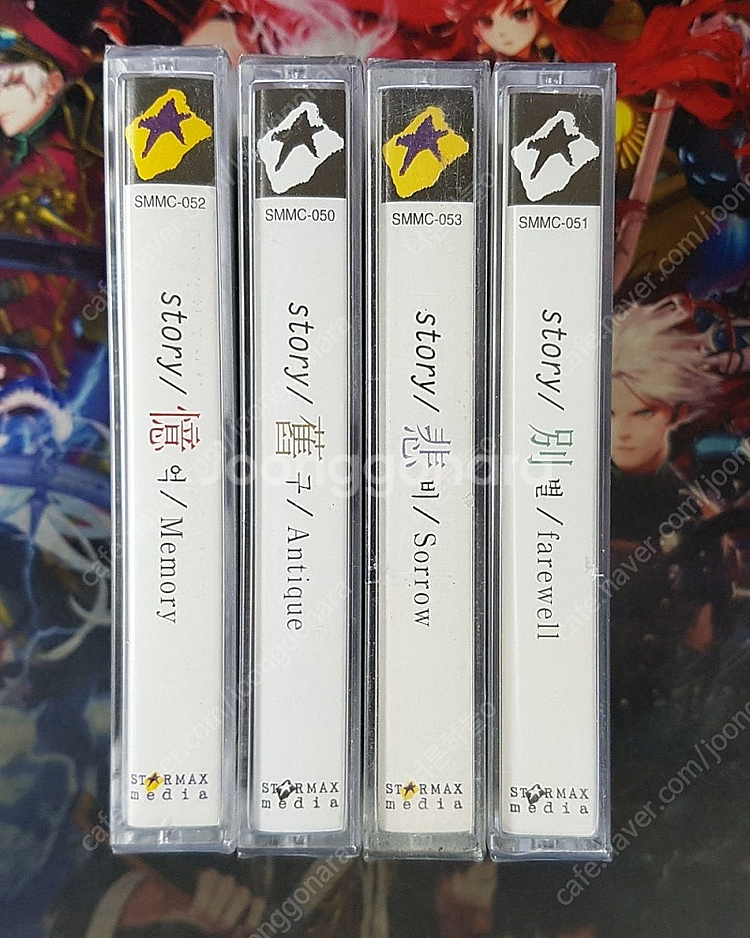 SMMC-052
story/ 憶 억 / Memory
STARMAX
media
SMMC-050
story/ 舊 구 / Antique
STARMAX
media
SMMC-053
story/ 悲 비 / Sorrow
STARMAX
media
SMMC-051
story/ 別 별 / farewell
STARMAX
media
Joonggonara
cafe.naver.com/joonggonara